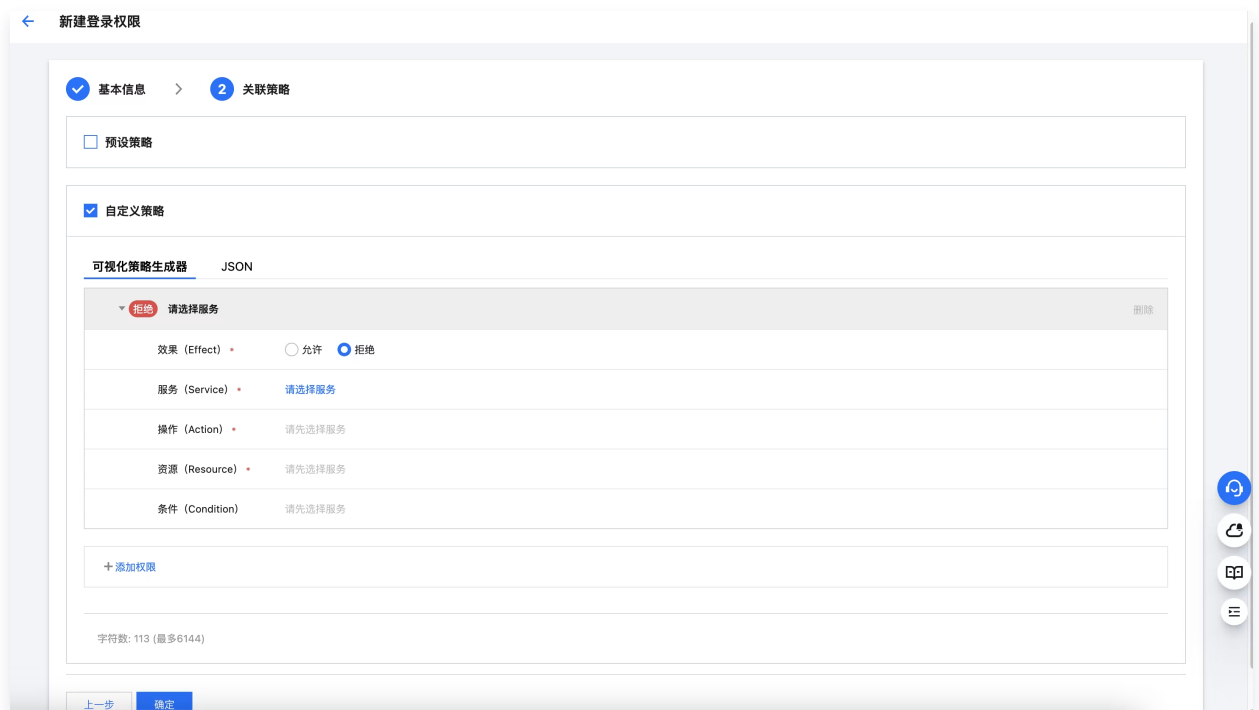 新建登录权限
基本信息 2 关联策略
预设策略
自定义策略
可视化策略生成器 JSON
拒绝 请选择服务 删除
效果（Effect） * 允许 拒绝
服务（Service） * 请选择服务
操作（Action） * 请先选择服务
资源（Resource） * 请先选择服务
条件（Condition） 请先选择服务
+添加权限
字符数: 113 (最多6144)
上一步 确定